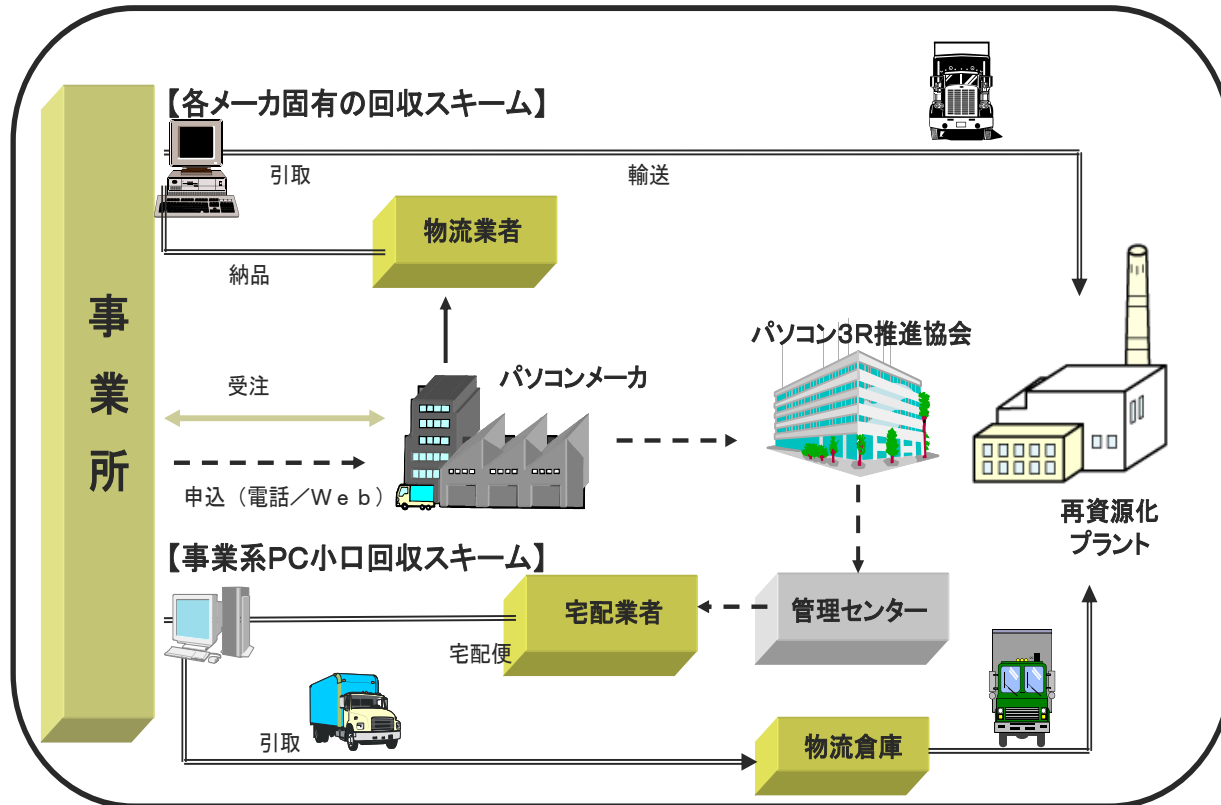 【各メーカ固有の回収スキーム】
引取
輸送
物流業者
納品
事
業
所
パソコン3R推進協会
パソコンメーカ
受注
申込（電話／Ｗｅｂ）
再資源化
プラント
【事業系PC小口回収スキーム】
宅配業者
管理センター
宅配便
引取
物流倉庫